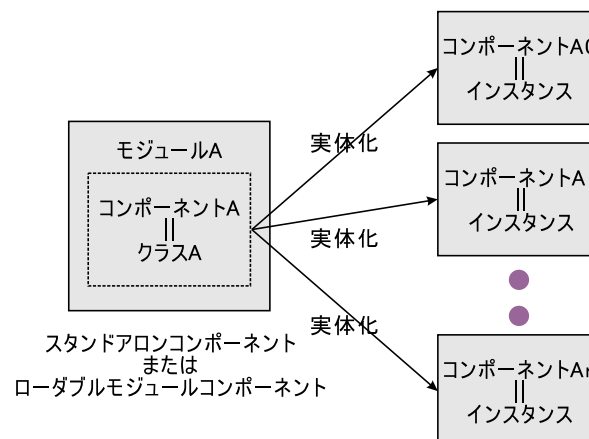 モジュールA
コンポーネントA
クラスA
スタンドアロンコンポーネント
または
ローダブルモジュールコンポーネント
実体化
実体化
実体化
コンポーネントA0
インスタンス
コンポーネントA
インスタンス
コンポーネントAn
インスタンス